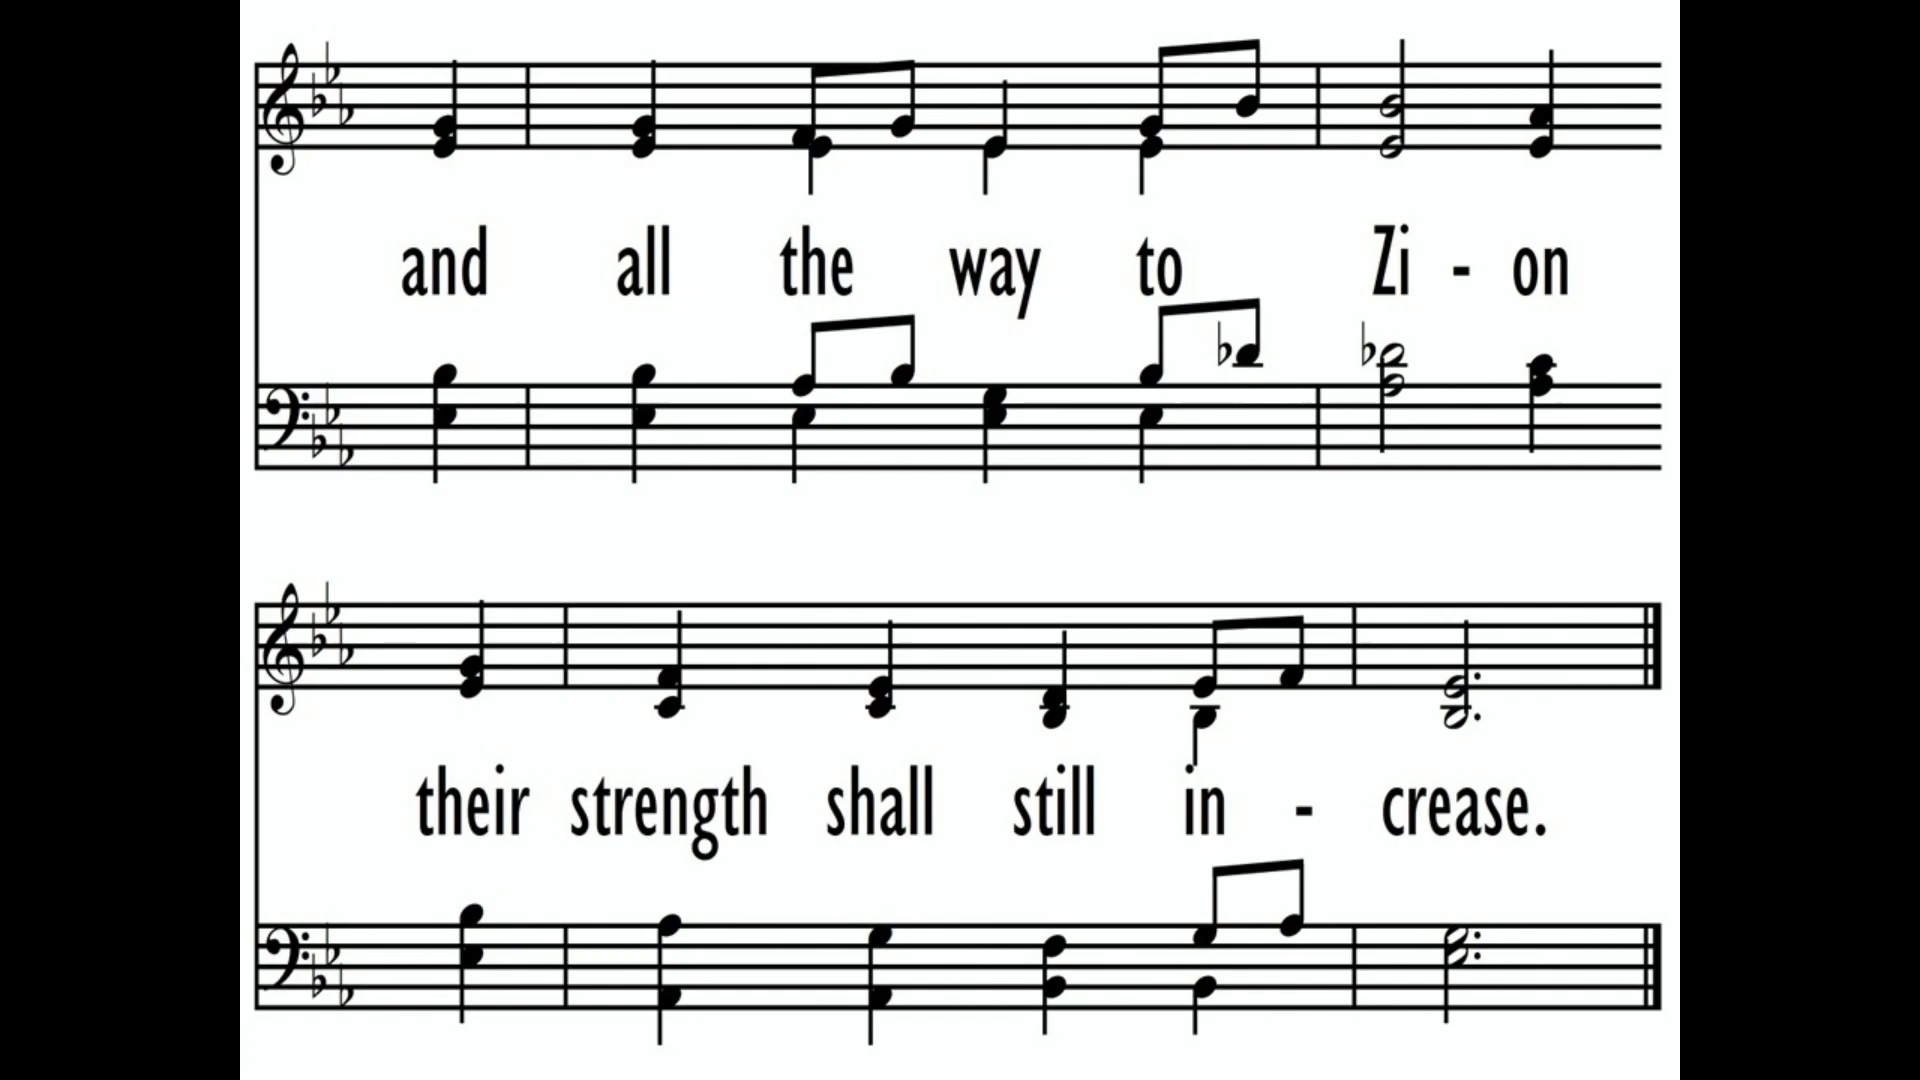 and all the way to Zi - on
their strength shall still in - crease.